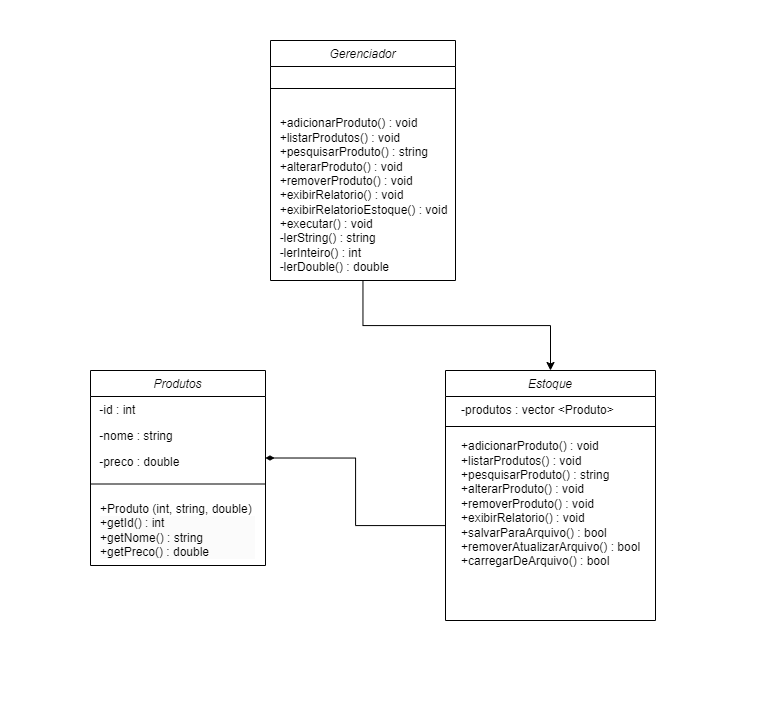 Gerenciador
+adicionarProduto() : void
+listarProdutos() : void
+pesquisarProduto() : string
+alterarProduto() : void
+removerProduto() : void
+exibirRelatorio() : void
+exibirRelatorioEstoque() : void
+executar() : void
-lerString() : string
-lerInteiro() : int
-lerDouble() : double
Produtos
-id : int
-nome : string
-preco : double
+Produto (int, string, double)
+getId() : int
+getNome() : string
+getPreco() : double
Estoque
-produtos : vector <Produto>
+adicionarProduto() : void
+listarProdutos() : void
+pesquisarProduto() : string
+alterarProduto() : void
+removerProduto() : void
+exibirRelatorio() : void
+salvarParaArquivo() : bool
+removerAtualizarArquivo() : bool
+carregarDeArquivo() : bool